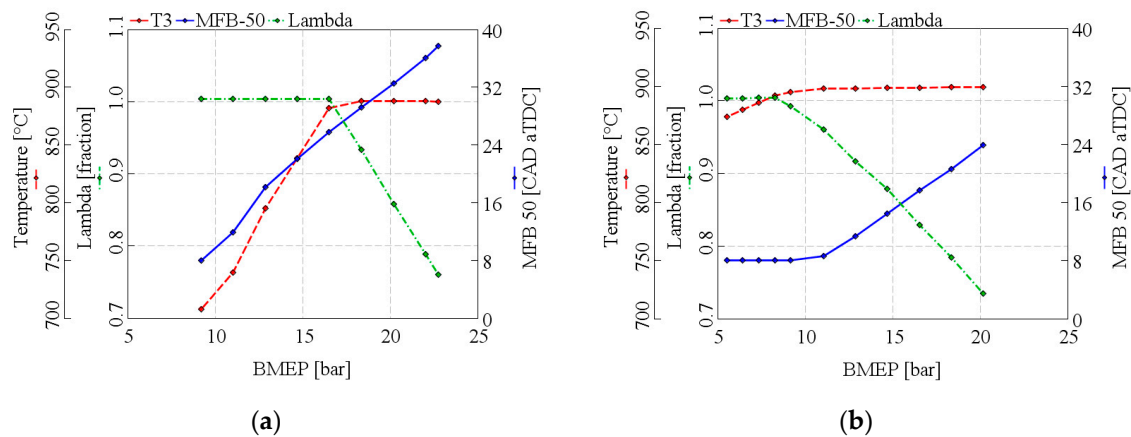 T3 MFB-50 Lambda
Temperature [°C]
700 750 800 850 900 950
Lambda [fraction]
0.7 0.8 0.9 1.0 1.1
MFB 50 [CAD aTDC]
0 8 16 24 32 40
5 10 15 20 25
BMEP [bar]
(a)
T3 MFB-50 Lambda
Temperature [°C]
700 750 800 850 900 950
Lambda [fraction]
0.7 0.8 0.9 1.0 1.1
MFB 50 [CAD aTDC]
0 8 16 24 32 40
5 10 15 20 25
BMEP [bar]
(b)